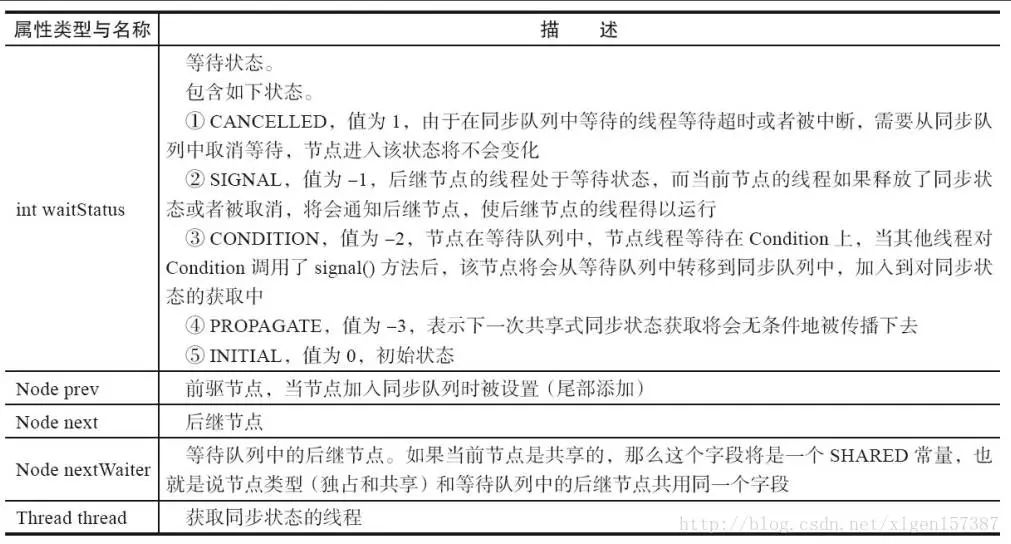 属性类型与名称 描 述
int waitStatus
等待状态。
包含如下状态。
① CANCELLED，值为 1，由于在同步队列中等待的线程等待超时或者被中断，需要从同步队
列中取消等待，节点进入该状态将不会变化
② SIGNAL，值为 –1，后继节点的线程处于等待状态，而当前节点的线程如果释放了同步状
态或者被取消，将会通知后继节点，使后继节点的线程得以运行
③ CONDITION，值为 –2，节点在等待队列中，节点线程等待在 Condition 上，当其他线程对
Condition 调用了 signal() 方法后，该节点将会从等待队列中转移到同步队列中，加入到对同步状
态的获取中
④ PROPAGATE，值为 –3，表示下一次共享式同步状态获取将会无条件地被传播下去
⑤ INITIAL，值为 0，初始状态
Node prev 前驱节点，当节点加入同步队列时被设置（尾部添加）
Node next 后继节点
Node nextWaiter
等待队列中的后继节点。如果当前节点是共享的，那么这个字段将是一个 SHARED 常量，也
就是说节点类型（独占和共享）和等待队列中的后继节点共用同一个字段
Thread thread 获取同步状态的线程
http://blog.csdn.net/xlgen157387